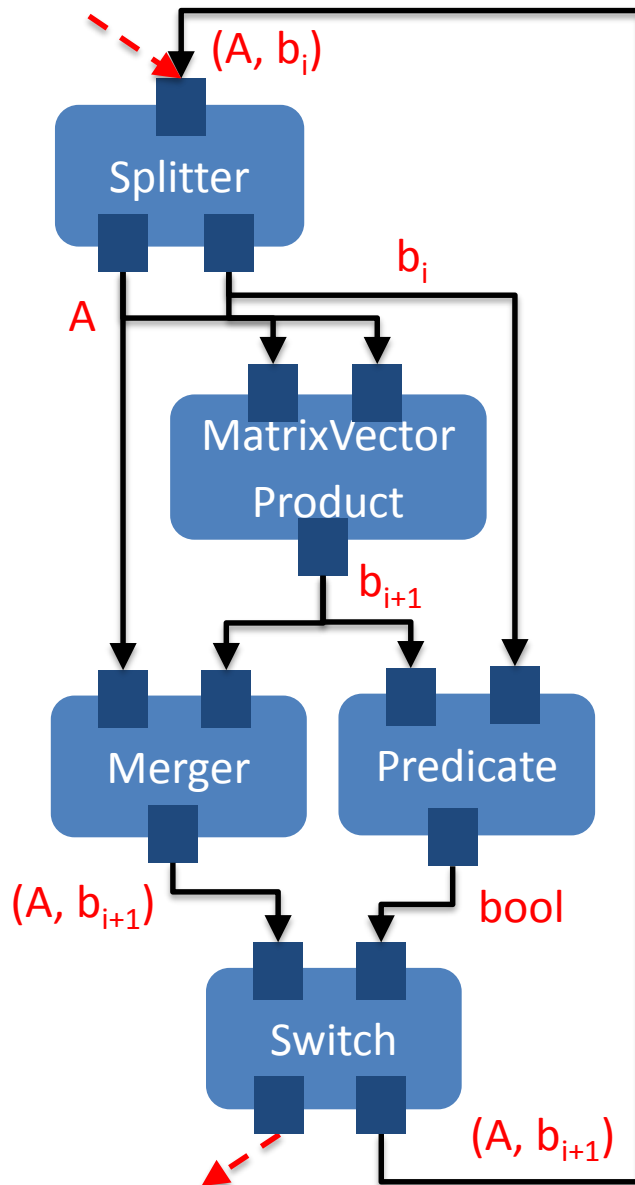 (A, bᵢ)
Splitter
bᵢ
A
MatrixVector
Product
bᵢ₊₁
Merger
Predicate
(A, bᵢ₊₁)
bool
Switch
(A, bᵢ₊₁)